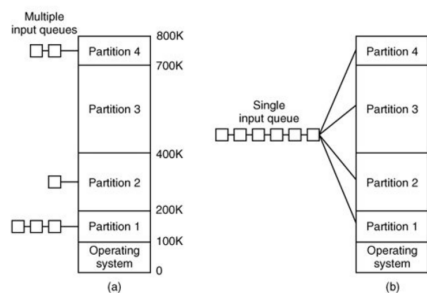 Multiple
input queues
800K
Partition 4
700K
Partition 3
400K
Partition 2
200K
Partition 1
100K
Operating
system
0
(a)
Single
input queue
Partition 4
Partition 3
Partition 2
Partition 1
Operating
system
(b)